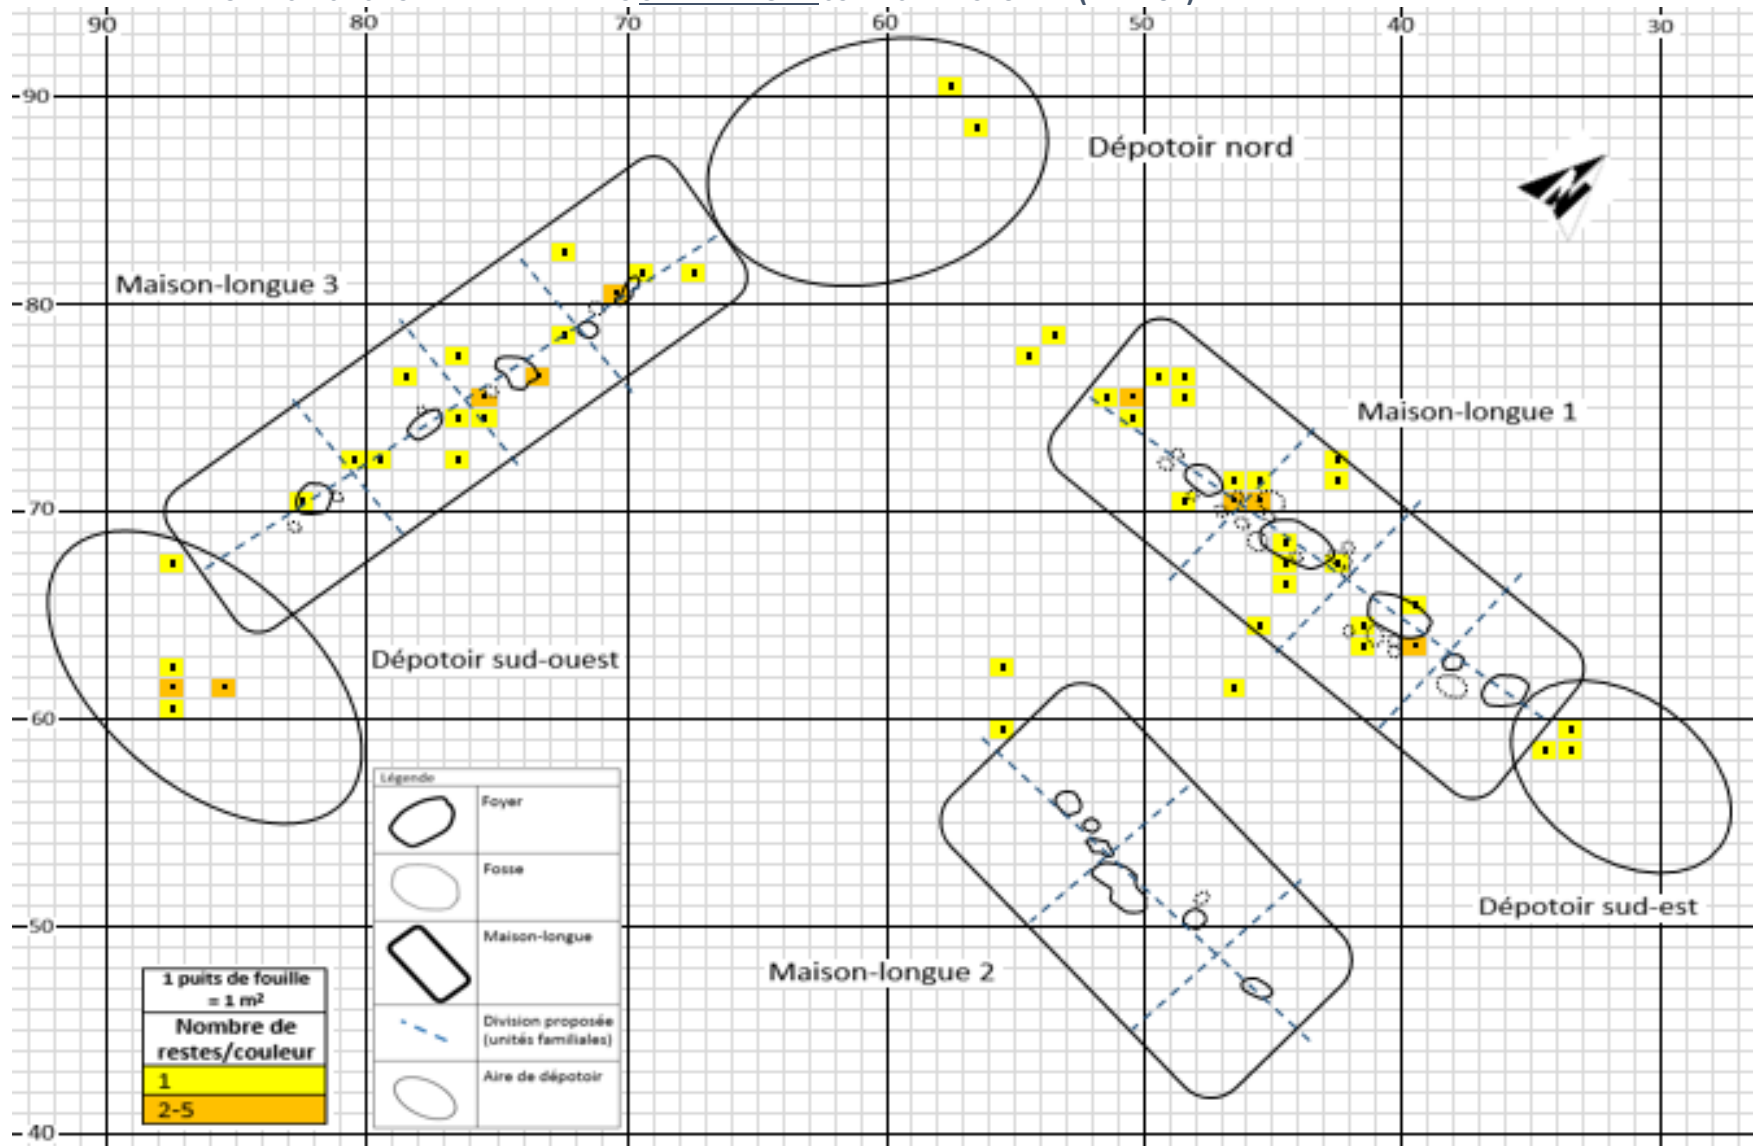 90 80 70 60 50 40 30
90
Dépotoir nord
Maison-longue 3
80
Maison-longue 1
70
Dépotoir sud-ouest
60
Légende
Foyer
Fosse
Maison-longue
Division proposée
(unités familiales)
Aire de dépotoir
Dépotoir sud-est
50
Maison-longue 2
1 puits de fouille
= 1 m²
Nombre de
restes/couleur
1
2-5
40
N